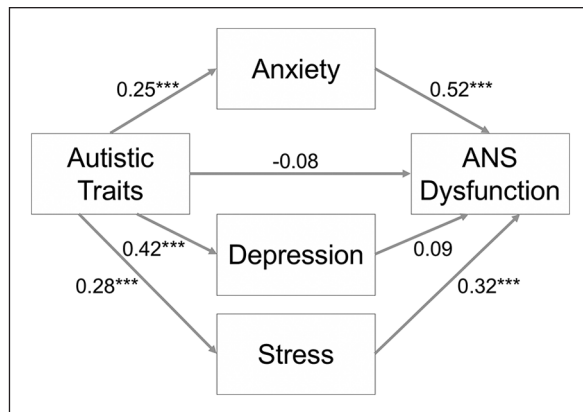 Anxiety
0.25***
0.52***
Autistic
Traits
-0.08
ANS
Dysfunction
0.42***
Depression
0.09
0.28***
0.32***
Stress